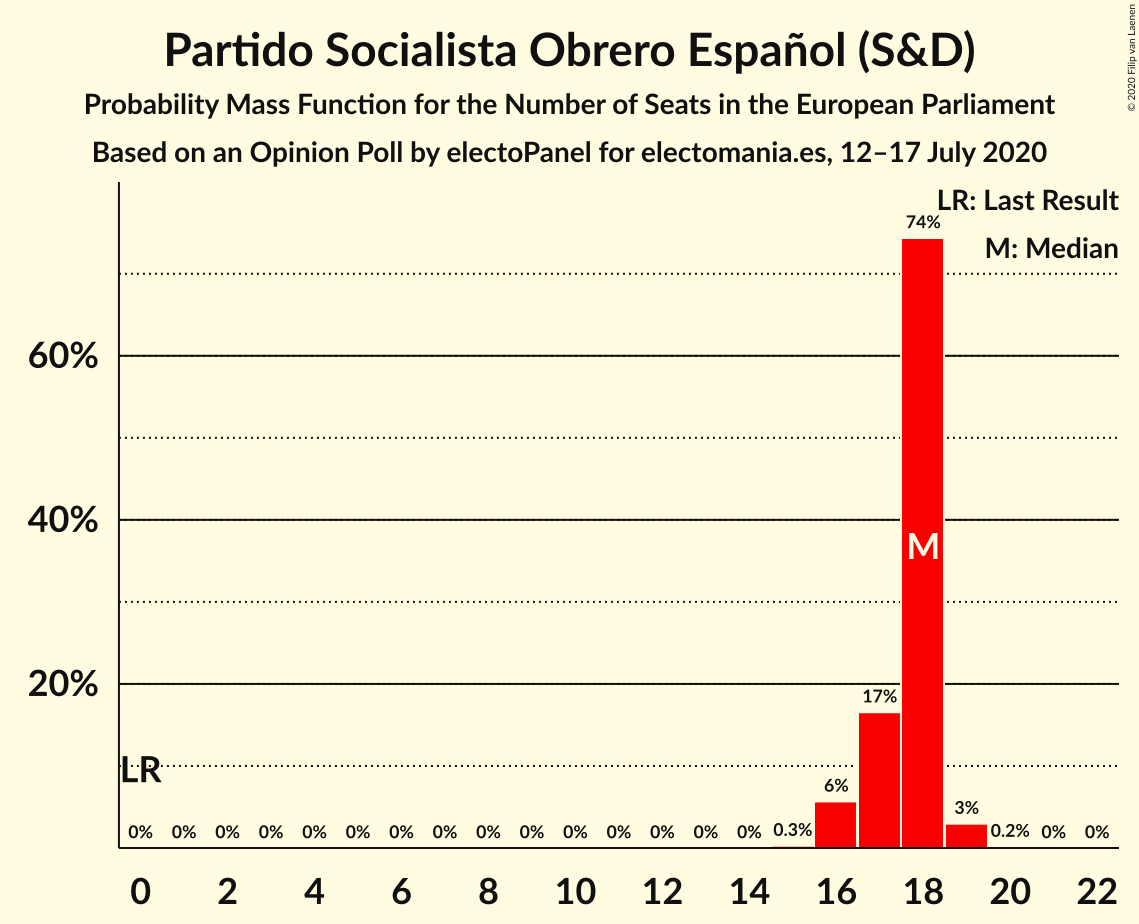 Partido Socialista Obrero Español (S&D)
Probability Mass Function for the Number of Seats in the European Parliament
Based on an Opinion Poll by electoPanel for electomania.es, 12–17 July 2020
© 2020 Filip van Laenen
LR: Last Result
74%
M: Median
60%
40%
M
20%
17%
LR
6%
3%
0% 0% 0% 0% 0% 0% 0% 0% 0% 0% 0% 0% 0% 0% 0% 0.3% 0.2% 0% 0%
0 2 4 6 8 10 12 14 16 18 20 22